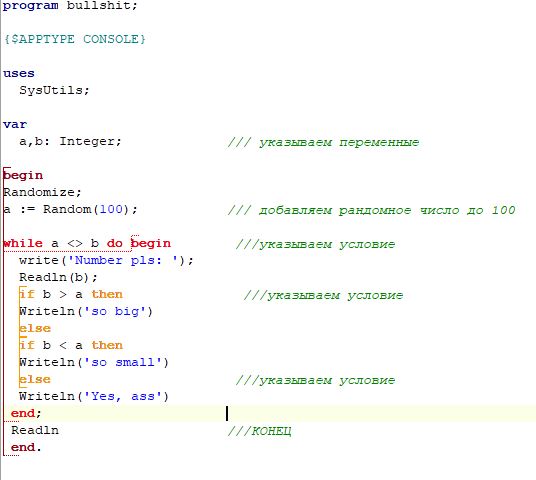 program bullshit;
{$APPTYPE CONSOLE}
uses
SysUtils;
var
a,b: Integer; /// указываем переменные
begin
Randomize;
a := Random(100); /// добавляем рандомное число до 100
while a <> b do begin ///указываем условие
write('Number pls: ');
Readln(b);
if b > a then ///указываем условие
Writeln('so big')
else
if b < a then
Writeln('so small')
else ///указываем условие
Writeln('Yes, ass')
end;
Readln ///КОНЕЦ
end.